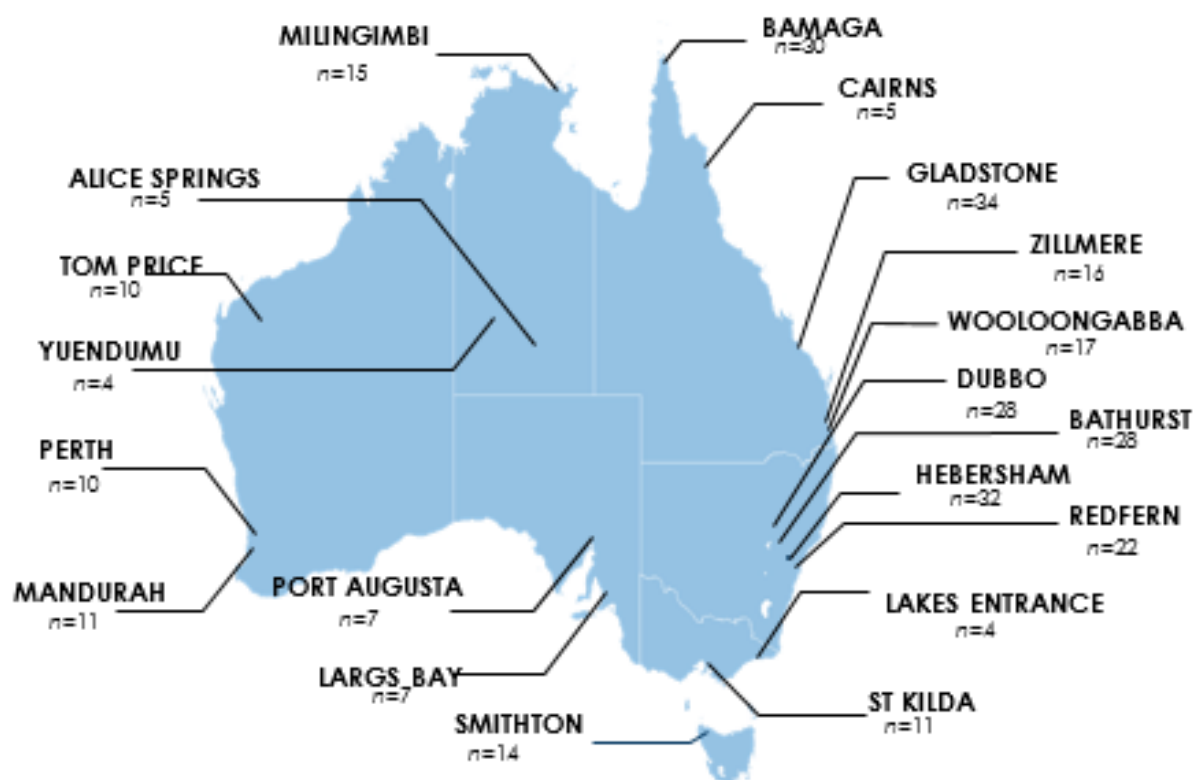 MILINGIMBI
n=15
BAMAGA
n=30
CAIRNS
n=5
ALICE SPRINGS
n=5
GLADSTONE
n=34
TOM PRICE
n=10
ZILLMERE
n=16
YUENDUMU
n=4
WOOLOONGABBA
n=17
DUBBO
n=28
BATHURST
n=28
PERTH
n=10
HEBERSHAM
n=32
REDFERN
n=22
MANDURAH
n=11
PORT AUGUSTA
n=7
LAKES ENTRANCE
n=4
LARGS BAY
n=7
ST KILDA
n=11
SMITHTON
n=14